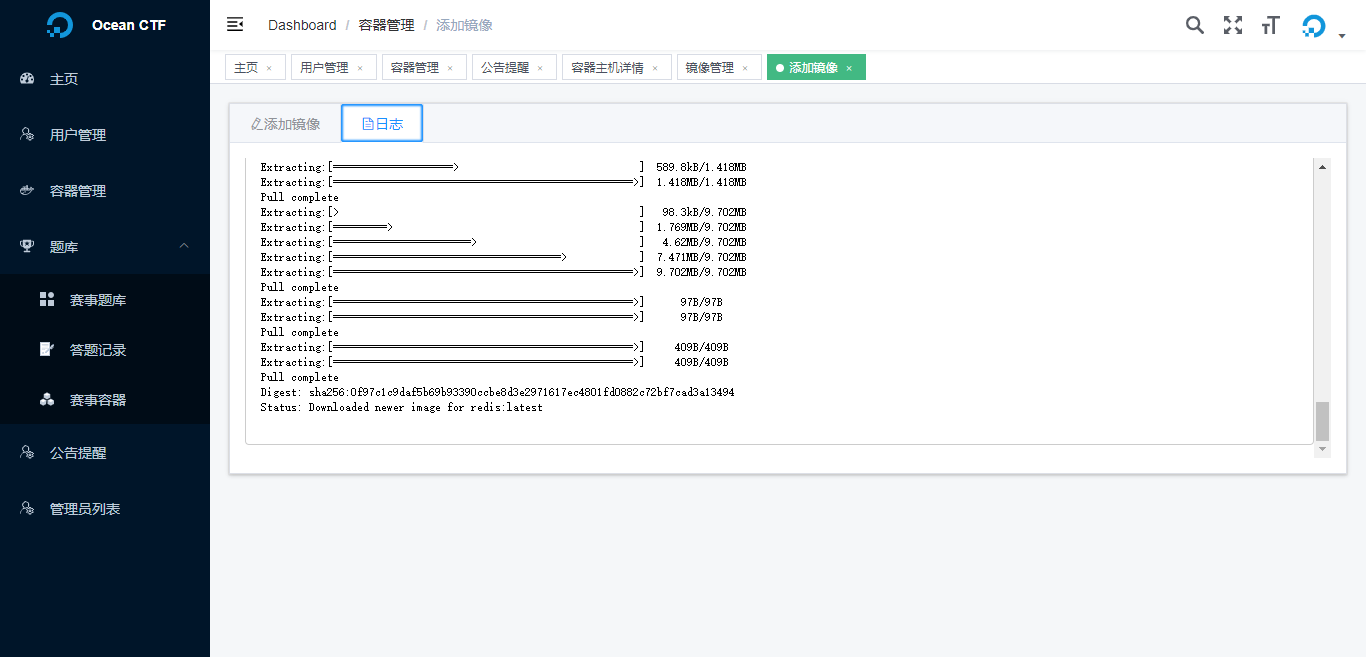 Ocean CTF
Dashboard / 容器管理 / 添加镜像
主页
用户管理
容器管理
题库
赛事题库
答题记录
赛事容器
公告提醒
管理员列表
主页 × 用户管理 × 容器管理 × 公告提醒 × 容器主机详情 × 镜像管理 × 添加镜像 ×
添加镜像 日志
Extracting:[====================>                              ]  589.8kB/1.418MB
Extracting:[==================================================>]  1.418MB/1.418MB
Pull complete
Extracting:[>                                                  ]   98.3kB/9.702MB
Extracting:[=========>                                         ]  1.769MB/9.702MB
Extracting:[=======================>                           ]   4.62MB/9.702MB
Extracting:[======================================>            ]  7.471MB/9.702MB
Extracting:[==================================================>]  9.702MB/9.702MB
Pull complete
Extracting:[==================================================>]      97B/97B
Extracting:[==================================================>]      97B/97B
Pull complete
Extracting:[==================================================>]     409B/409B
Extracting:[==================================================>]     409B/409B
Pull complete
Digest: sha256:0f97c1c9daf5b69b93390ccbe8d3e2971617ec4801fd0882c72bf7cad3a13494
Status: Downloaded newer image for redis:latest